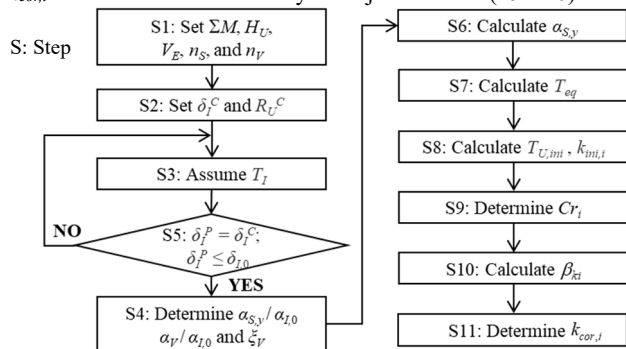 S: Step
S1: Set ΣM, H_U,
V_E, n_S, and n_V
S2: Set δ_I^C and R_U^C
S3: Assume T_I
NO
S5: δ_I^P = δ_I^C;
δ_I^P ≤ δ_I,0
YES
S4: Determine α_S,y / α_I,0
α_V / α_I,0 and ξ_V
S6: Calculate α_S,y
S7: Calculate T_eq
S8: Calculate T_U,ini , k_ini,i
S9: Determine Cr_i
S10: Calculate β_ki
S11: Determine k_cor,i